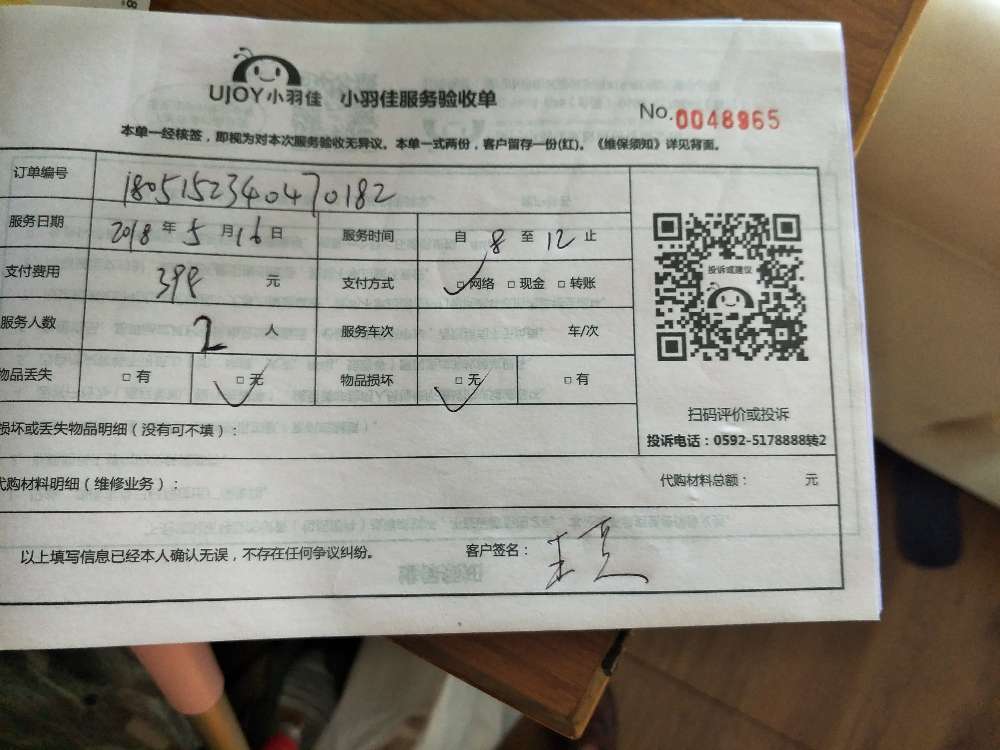 UJOY小羽佳 小羽佳服务验收单
No.0048965
本单一经核签，即视为对本次服务验收无异议。本单一式两份，客户留存一份(红)。《维保须知》详见背面。
订单编号 180515234040182
服务日期 2018 年 5 月 16 日 服务时间 自 8 至 12 止
支付费用 398 元 支付方式 □网络 □现金 □转账
服务人数 2 人 服务车次 车/次
物品丢失 □有 □无 物品损坏 □无 □有
投诉或建议
扫码评价或投诉
投诉电话：0592-5178888转2
损坏或丢失物品明细（没有可不填）：
代购材料明细（维修业务）： 代购材料总额： 元
以上填写信息已经本人确认无误，不存在任何争议纠纷。 客户签名：